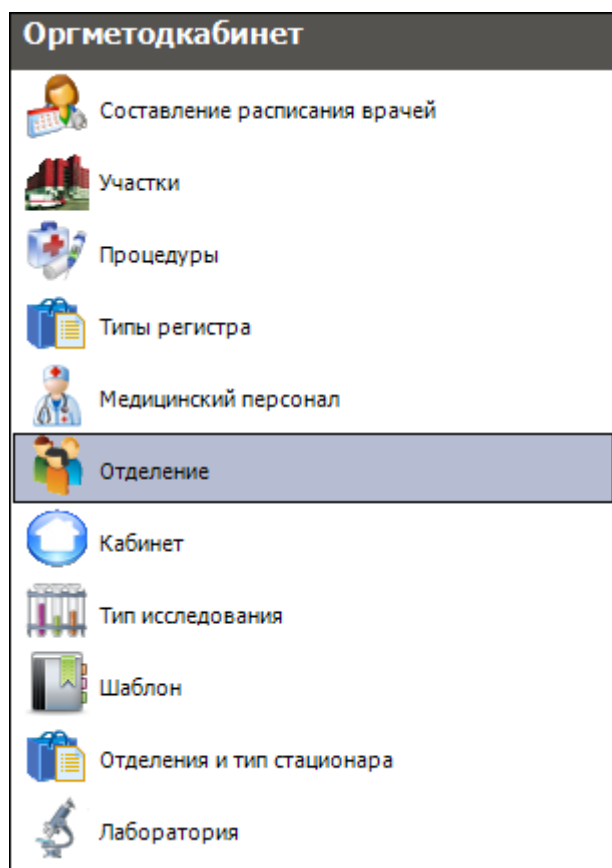 Оргметодкабинет
Составление расписания врачей
Участки
Процедуры
Типы регистра
Медицинский персонал
Отделение
Кабинет
Тип исследования
Шаблон
Отделения и тип стационара
Лаборатория